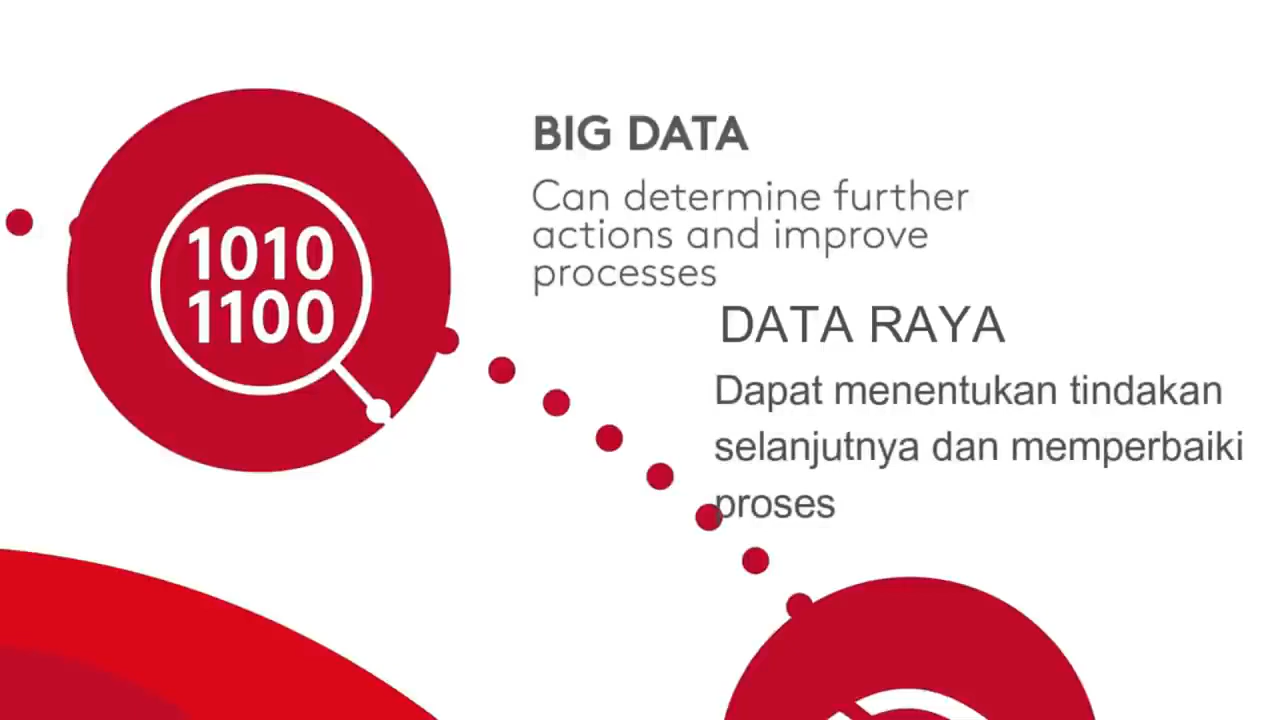 1010
1100
BIG DATA
Can determine further
actions and improve
processes
DATA RAYA
Dapat menentukan tindakan
selanjutnya dan memperbaiki
proses